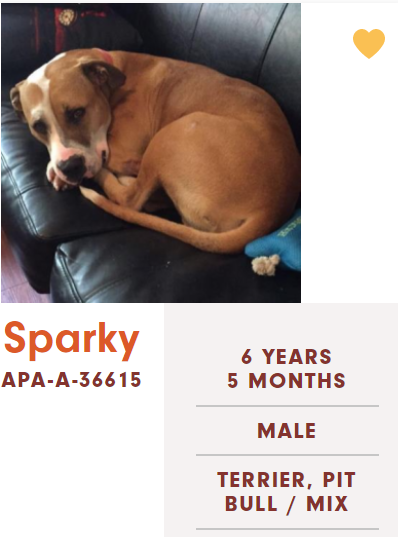 Sparky
APA-A-36615
6 YEARS
5 MONTHS
MALE
TERRIER, PIT
BULL / MIX